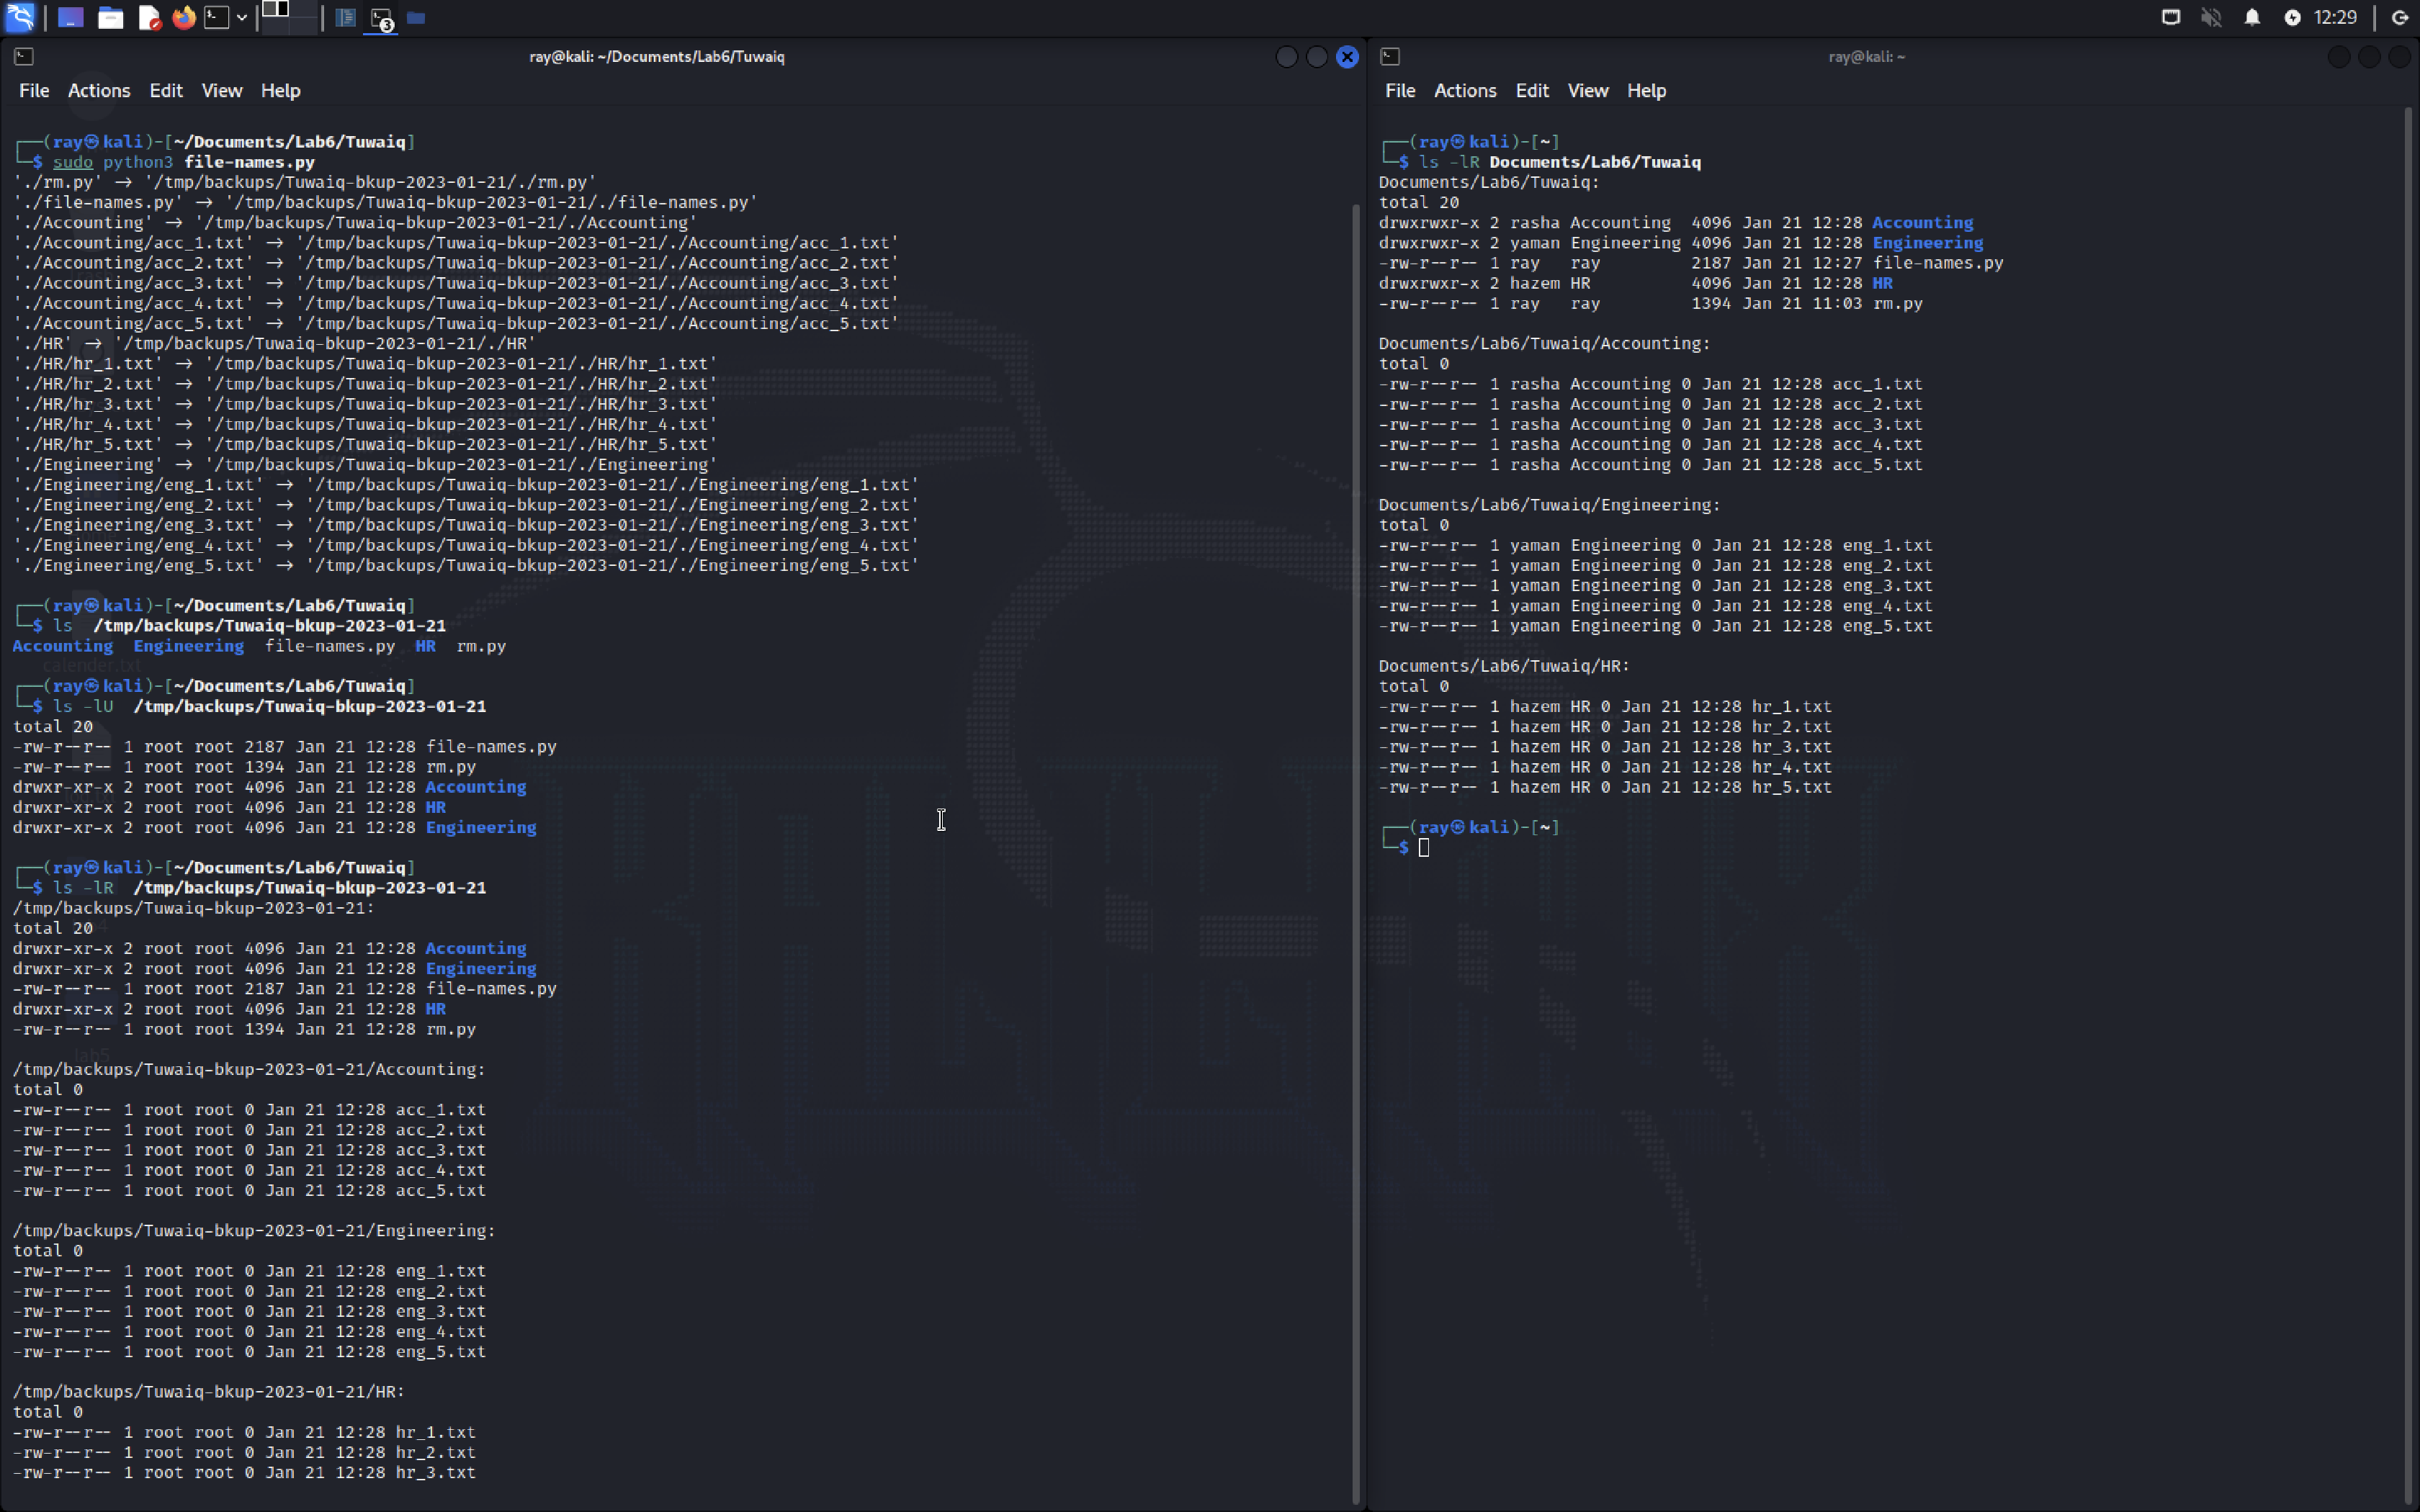 3
12:29
ray@kali: ~/Documents/Lab6/Tuwaiq
File Actions Edit View Help
┌──(ray㉿kali)-[~/Documents/Lab6/Tuwaiq]
└─$ sudo python3 file-names.py
'./rm.py' → '/tmp/backups/Tuwaiq-bkup-2023-01-21/./rm.py'
'./file-names.py' → '/tmp/backups/Tuwaiq-bkup-2023-01-21/./file-names.py'
'./Accounting' → '/tmp/backups/Tuwaiq-bkup-2023-01-21/./Accounting'
'./Accounting/acc_1.txt' → '/tmp/backups/Tuwaiq-bkup-2023-01-21/./Accounting/acc_1.txt'
'./Accounting/acc_2.txt' → '/tmp/backups/Tuwaiq-bkup-2023-01-21/./Accounting/acc_2.txt'
'./Accounting/acc_3.txt' → '/tmp/backups/Tuwaiq-bkup-2023-01-21/./Accounting/acc_3.txt'
'./Accounting/acc_4.txt' → '/tmp/backups/Tuwaiq-bkup-2023-01-21/./Accounting/acc_4.txt'
'./Accounting/acc_5.txt' → '/tmp/backups/Tuwaiq-bkup-2023-01-21/./Accounting/acc_5.txt'
'./HR' → '/tmp/backups/Tuwaiq-bkup-2023-01-21/./HR'
'./HR/hr_1.txt' → '/tmp/backups/Tuwaiq-bkup-2023-01-21/./HR/hr_1.txt'
'./HR/hr_2.txt' → '/tmp/backups/Tuwaiq-bkup-2023-01-21/./HR/hr_2.txt'
'./HR/hr_3.txt' → '/tmp/backups/Tuwaiq-bkup-2023-01-21/./HR/hr_3.txt'
'./HR/hr_4.txt' → '/tmp/backups/Tuwaiq-bkup-2023-01-21/./HR/hr_4.txt'
'./HR/hr_5.txt' → '/tmp/backups/Tuwaiq-bkup-2023-01-21/./HR/hr_5.txt'
'./Engineering' → '/tmp/backups/Tuwaiq-bkup-2023-01-21/./Engineering'
'./Engineering/eng_1.txt' → '/tmp/backups/Tuwaiq-bkup-2023-01-21/./Engineering/eng_1.txt'
'./Engineering/eng_2.txt' → '/tmp/backups/Tuwaiq-bkup-2023-01-21/./Engineering/eng_2.txt'
'./Engineering/eng_3.txt' → '/tmp/backups/Tuwaiq-bkup-2023-01-21/./Engineering/eng_3.txt'
'./Engineering/eng_4.txt' → '/tmp/backups/Tuwaiq-bkup-2023-01-21/./Engineering/eng_4.txt'
'./Engineering/eng_5.txt' → '/tmp/backups/Tuwaiq-bkup-2023-01-21/./Engineering/eng_5.txt'
┌──(ray㉿kali)-[~/Documents/Lab6/Tuwaiq]
└─$ ls /tmp/backups/Tuwaiq-bkup-2023-01-21
Accounting Engineering file-names.py HR rm.py
calender.txt
┌──(ray㉿kali)-[~/Documents/Lab6/Tuwaiq]
└─$ ls -lU /tmp/backups/Tuwaiq-bkup-2023-01-21
total 20
-rw-r--r-- 1 root root 2187 Jan 21 12:28 file-names.py
-rw-r--r-- 1 root root 1394 Jan 21 12:28 rm.py
drwxr-xr-x 2 root root 4096 Jan 21 12:28 Accounting
drwxr-xr-x 2 root root 4096 Jan 21 12:28 HR
drwxr-xr-x 2 root root 4096 Jan 21 12:28 Engineering
┌──(ray㉿kali)-[~/Documents/Lab6/Tuwaiq]
└─$ ls -lR /tmp/backups/Tuwaiq-bkup-2023-01-21
/tmp/backups/Tuwaiq-bkup-2023-01-21:
total 20
drwxr-xr-x 2 root root 4096 Jan 21 12:28 Accounting
drwxr-xr-x 2 root root 4096 Jan 21 12:28 Engineering
-rw-r--r-- 1 root root 2187 Jan 21 12:28 file-names.py
drwxr-xr-x 2 root root 4096 Jan 21 12:28 HR
-rw-r--r-- 1 root root 1394 Jan 21 12:28 rm.py
lab5
/tmp/backups/Tuwaiq-bkup-2023-01-21/Accounting:
total 0
-rw-r--r-- 1 root root 0 Jan 21 12:28 acc_1.txt
-rw-r--r-- 1 root root 0 Jan 21 12:28 acc_2.txt
-rw-r--r-- 1 root root 0 Jan 21 12:28 acc_3.txt
-rw-r--r-- 1 root root 0 Jan 21 12:28 acc_4.txt
-rw-r--r-- 1 root root 0 Jan 21 12:28 acc_5.txt
/tmp/backups/Tuwaiq-bkup-2023-01-21/Engineering:
total 0
-rw-r--r-- 1 root root 0 Jan 21 12:28 eng_1.txt
-rw-r--r-- 1 root root 0 Jan 21 12:28 eng_2.txt
-rw-r--r-- 1 root root 0 Jan 21 12:28 eng_3.txt
-rw-r--r-- 1 root root 0 Jan 21 12:28 eng_4.txt
-rw-r--r-- 1 root root 0 Jan 21 12:28 eng_5.txt
/tmp/backups/Tuwaiq-bkup-2023-01-21/HR:
total 0
-rw-r--r-- 1 root root 0 Jan 21 12:28 hr_1.txt
-rw-r--r-- 1 root root 0 Jan 21 12:28 hr_2.txt
-rw-r--r-- 1 root root 0 Jan 21 12:28 hr_3.txt
ray@kali: ~
File Actions Edit View Help
┌──(ray㉿kali)-[~]
└─$ ls -lR Documents/Lab6/Tuwaiq
Documents/Lab6/Tuwaiq:
total 20
drwxrwxr-x 2 rasha Accounting 4096 Jan 21 12:28 Accounting
drwxrwxr-x 2 yaman Engineering 4096 Jan 21 12:28 Engineering
-rw-r--r-- 1 ray ray 2187 Jan 21 12:27 file-names.py
drwxrwxr-x 2 hazem HR 4096 Jan 21 12:28 HR
-rw-r--r-- 1 ray ray 1394 Jan 21 11:03 rm.py
Documents/Lab6/Tuwaiq/Accounting:
total 0
-rw-r--r-- 1 rasha Accounting 0 Jan 21 12:28 acc_1.txt
-rw-r--r-- 1 rasha Accounting 0 Jan 21 12:28 acc_2.txt
-rw-r--r-- 1 rasha Accounting 0 Jan 21 12:28 acc_3.txt
-rw-r--r-- 1 rasha Accounting 0 Jan 21 12:28 acc_4.txt
-rw-r--r-- 1 rasha Accounting 0 Jan 21 12:28 acc_5.txt
Documents/Lab6/Tuwaiq/Engineering:
total 0
-rw-r--r-- 1 yaman Engineering 0 Jan 21 12:28 eng_1.txt
-rw-r--r-- 1 yaman Engineering 0 Jan 21 12:28 eng_2.txt
-rw-r--r-- 1 yaman Engineering 0 Jan 21 12:28 eng_3.txt
-rw-r--r-- 1 yaman Engineering 0 Jan 21 12:28 eng_4.txt
-rw-r--r-- 1 yaman Engineering 0 Jan 21 12:28 eng_5.txt
Documents/Lab6/Tuwaiq/HR:
total 0
-rw-r--r-- 1 hazem HR 0 Jan 21 12:28 hr_1.txt
-rw-r--r-- 1 hazem HR 0 Jan 21 12:28 hr_2.txt
-rw-r--r-- 1 hazem HR 0 Jan 21 12:28 hr_3.txt
-rw-r--r-- 1 hazem HR 0 Jan 21 12:28 hr_4.txt
-rw-r--r-- 1 hazem HR 0 Jan 21 12:28 hr_5.txt
┌──(ray㉿kali)-[~]
└─$